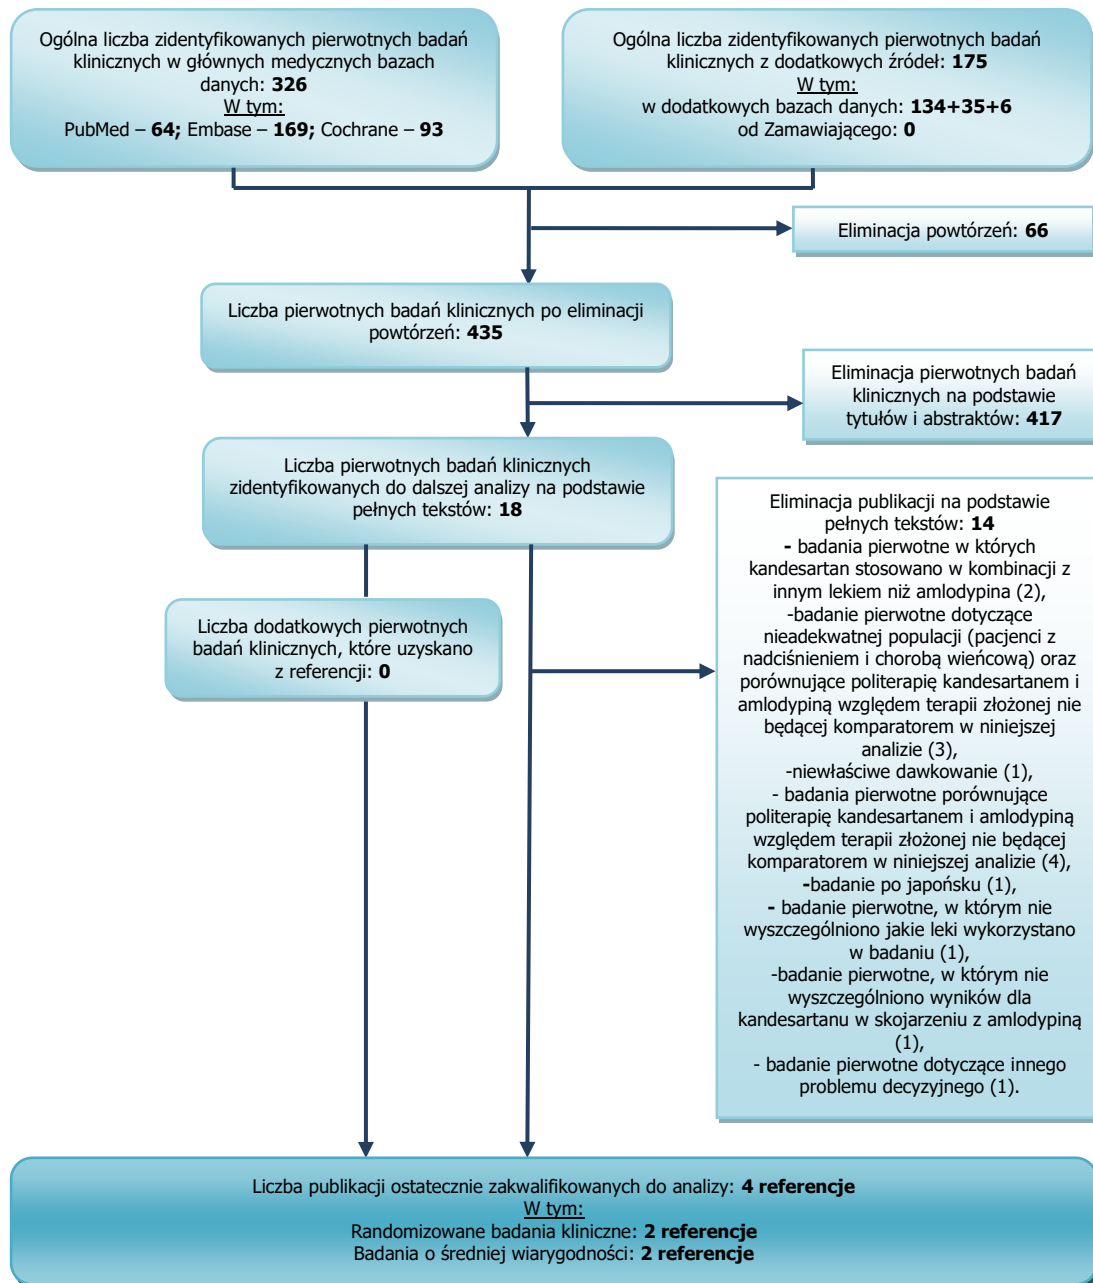 Ogólna liczba zidentyfikowanych pierwotnych badań
klinicznych w głównych medycznych bazach
danych: 326
W tym:
PubMed – 64; Embase – 169; Cochrane – 93
Ogólna liczba zidentyfikowanych pierwotnych badań
klinicznych z dodatkowych źródeł: 175
W tym:
w dodatkowych bazach danych: 134+35+6
od Zamawiającego: 0
Eliminacja powtórzeń: 66
Liczba pierwotnych badań klinicznych po eliminacji
powtórzeń: 435
Eliminacja pierwotnych badań
klinicznych na podstawie
tytułów i abstraktów: 417
Liczba pierwotnych badań klinicznych
zidentyfikowanych do dalszej analizy na podstawie
pełnych tekstów: 18
Eliminacja publikacji na podstawie
pełnych tekstów: 14
- badania pierwotne w których
kandesartan stosowano w kombinacji z
innym lekiem niż amlodypina (2),
-badanie pierwotne dotyczące
nieadekwatnej populacji (pacjenci z
nadciśnieniem i chorobą wieńcową) oraz
porównujące politerapię kandesartanem i
amlodypiną względem terapii złożonej nie
będącej komparatorem w niniejszej
analizie (3),
-niewłaściwe dawkowanie (1),
- badania pierwotne porównujące
politerapię kandesartanem i amlodypiną
względem terapii złożonej nie będącej
komparatorem w niniejszej analizie (4),
-badanie po japońsku (1),
- badanie pierwotne, w którym nie
wyszczególniono jakie leki wykorzystano
w badaniu (1),
-badanie pierwotne, w którym nie
wyszczególniono wyników dla
kandesartanu w skojarzeniu z amlodypiną
(1),
- badanie pierwotne dotyczące innego
problemu decyzyjnego (1).
Liczba dodatkowych pierwotnych
badań klinicznych, które uzyskano
z referencji: 0
Liczba publikacji ostatecznie zakwalifikowanych do analizy: 4 referencje
W tym:
Randomizowane badania kliniczne: 2 referencje
Badania o średniej wiarygodności: 2 referencje